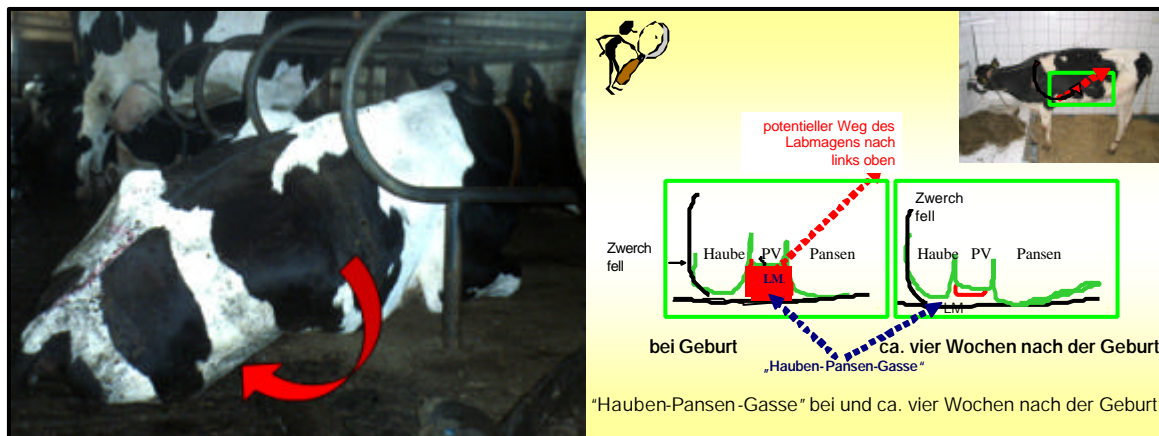 potentieller Weg des
Labmagens nach
links oben
Zwerch
fell
Haube PV Pansen
LM
Zwerch
fell
Haube PV Pansen
LM
bei Geburt
ca. vier Wochen nach der Geburt
„Hauben-Pansen-Gasse“
“Hauben-Pansen-Gasse” bei und ca. vier Wochen nach der Geburt